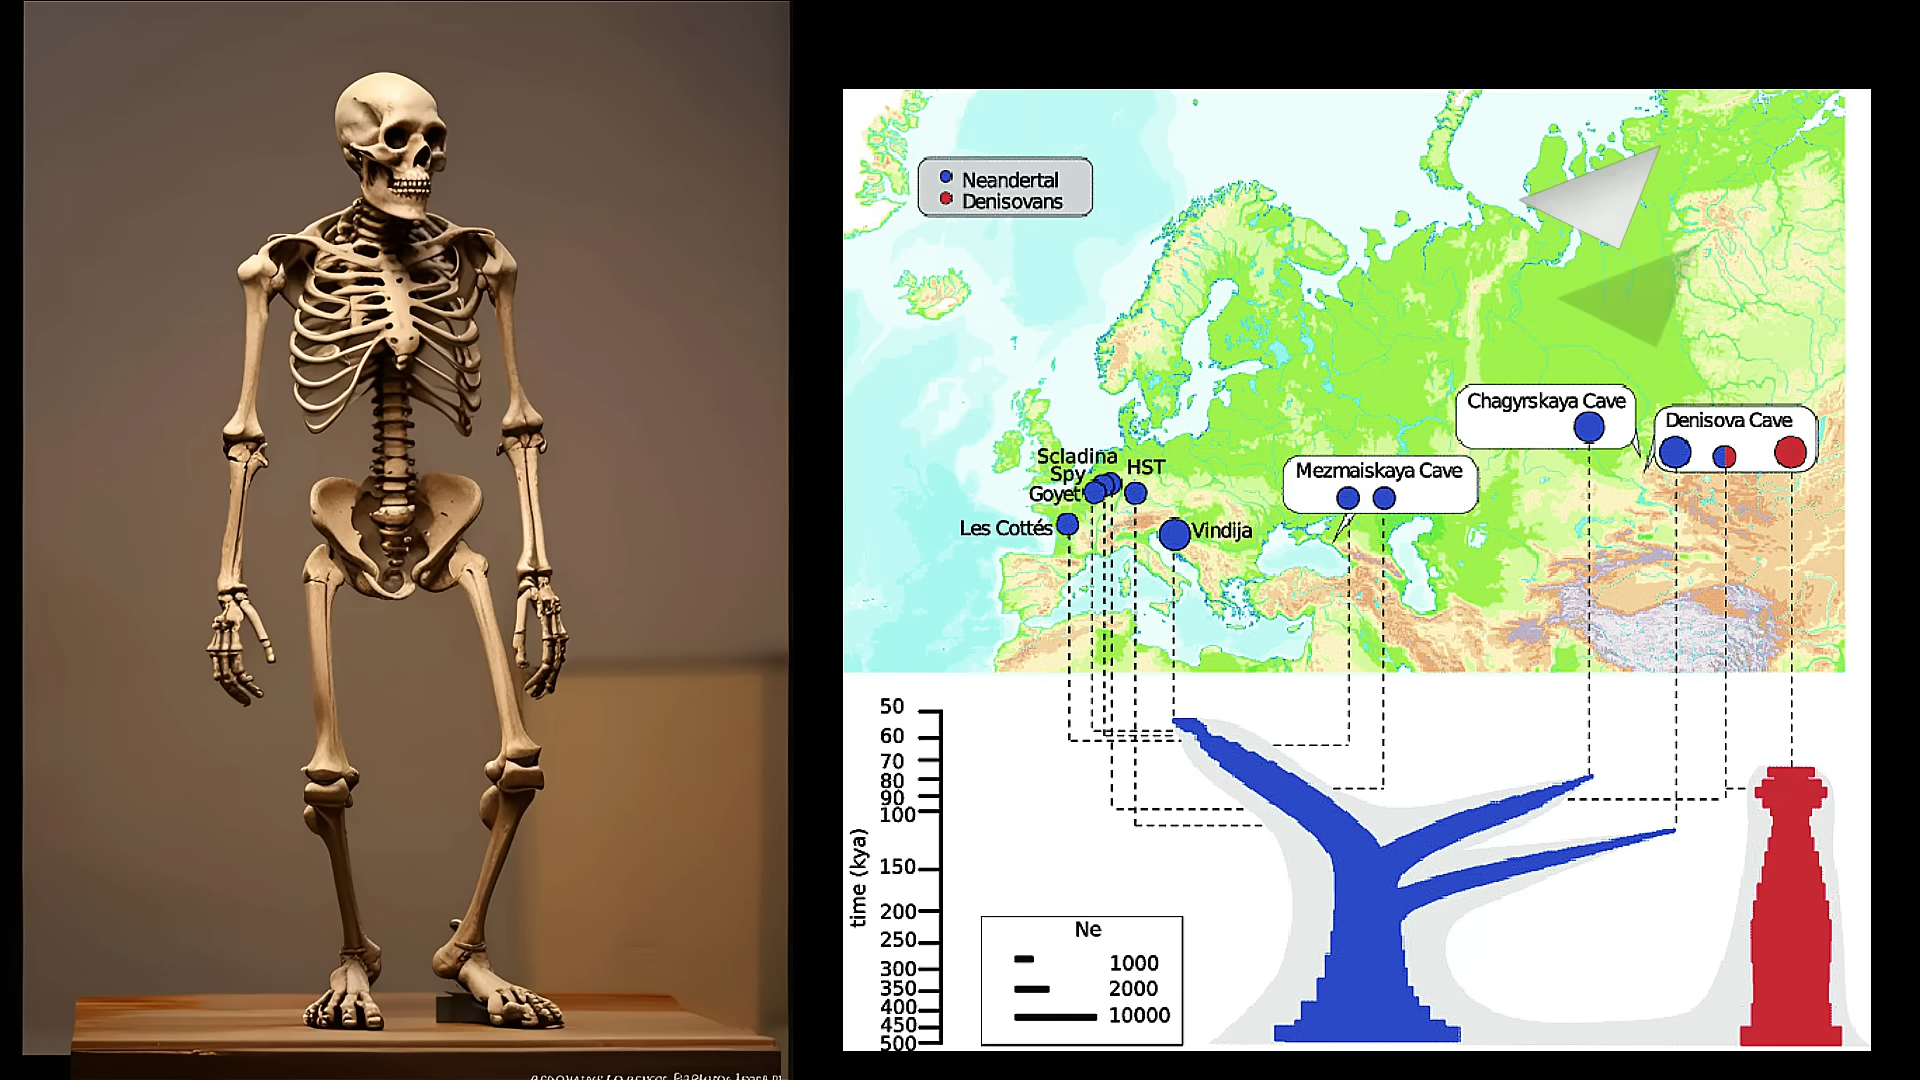 Neandertal
Denisovans
Chagyrskaya Cave
Denisova Cave
Scladina
HST
Spy
Goyet
Mezmaiskaya Cave
Les Cottés
Vindija
50
60
70
80
90
100
150
200
250
300
350
400
450
500
time (kya)
Ne
1000
2000
10000